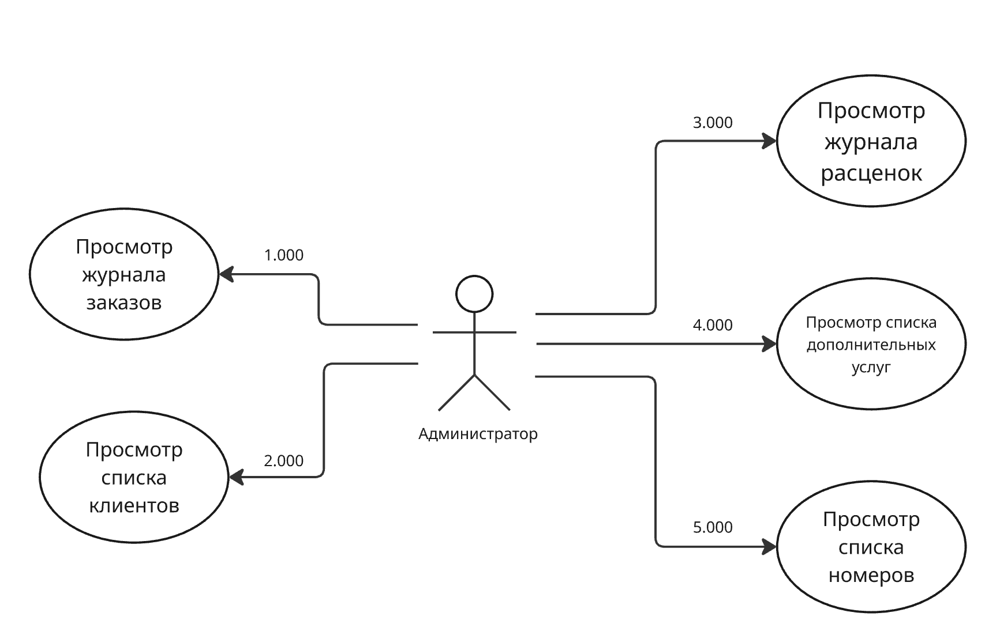 3.000
Просмотр
журнала
расценок
1.000
Просмотр
журнала
заказов
4.000
Просмотр списка
дополнительных
услуг
Администратор
2.000
Просмотр
списка
клиентов
5.000
Просмотр
списка
номеров